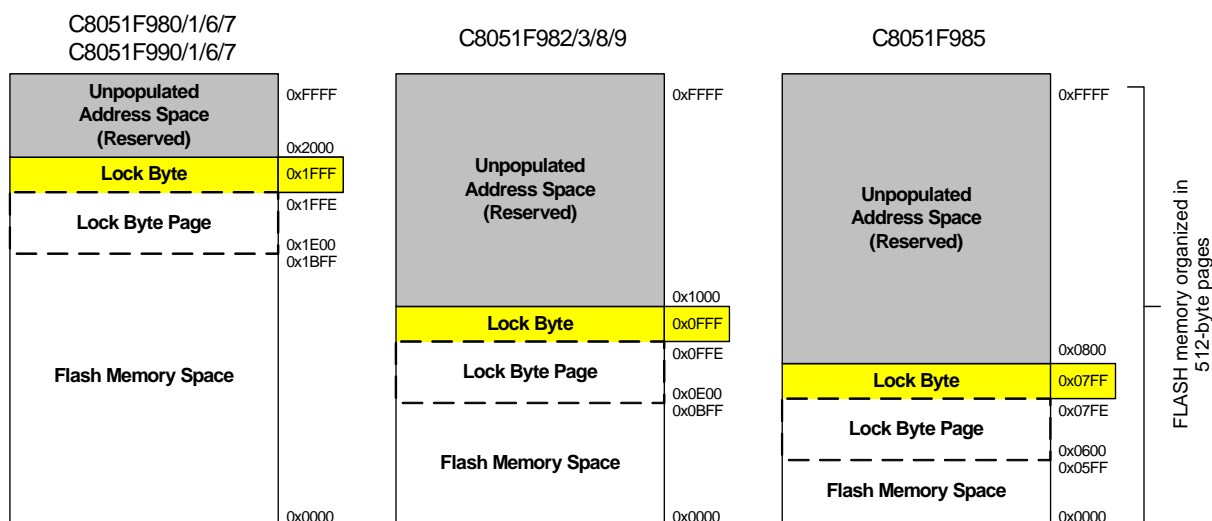 C8051F980/1/6/7
C8051F990/1/6/7
Unpopulated
Address Space
(Reserved)
0xFFFF
0x2000
Lock Byte
0x1FFF
0x1FFE
Lock Byte Page
0x1E00
0x1BFF
Flash Memory Space
0x0000
C8051F982/3/8/9
0xFFFF
Unpopulated
Address Space
(Reserved)
0x1000
Lock Byte
0x0FFF
0x0FFE
Lock Byte Page
0x0E00
0x0BFF
Flash Memory Space
0x0000
C8051F985
0xFFFF
Unpopulated
Address Space
(Reserved)
0x0800
Lock Byte
0x07FF
0x07FE
Lock Byte Page
0x0600
0x05FF
Flash Memory Space
0x0000
FLASH memory organized in
512-byte pages